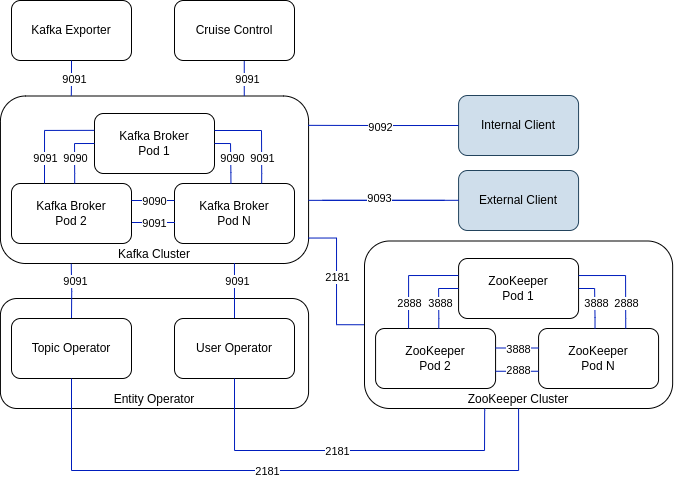 Kafka Exporter
Cruise Control
9091
9091
Internal Client
9092
Kafka Broker
Pod 1
9091
9090
9090
9091
Kafka Broker
Pod 2
9090
9091
Kafka Broker
Pod N
External Client
9093
Kafka Cluster
9091
9091
2181
ZooKeeper
Pod 1
2888
3888
3888
2888
Topic Operator
User Operator
ZooKeeper
Pod 2
3888
2888
ZooKeeper
Pod N
Entity Operator
ZooKeeper Cluster
2181
2181